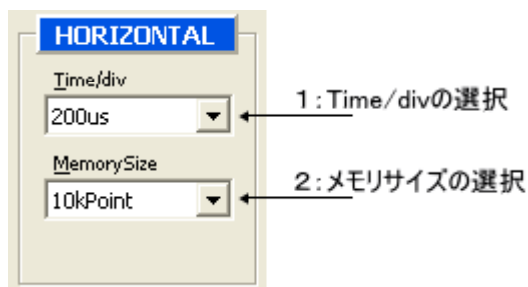 HORIZONTAL
Time/div
200us
1:Time/divの選択
MemorySize
10kPoint
2:メモリサイズの選択